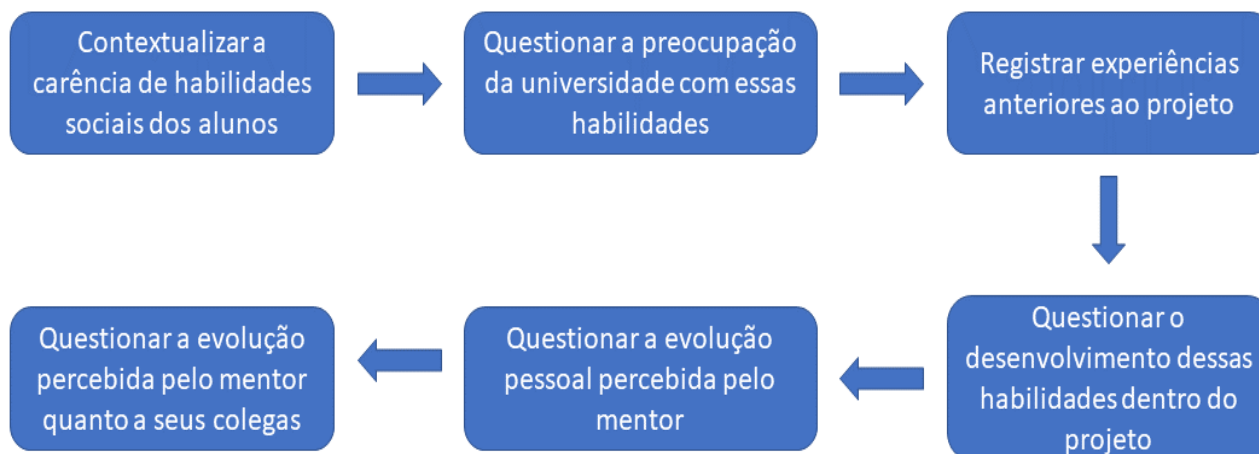 Contextualizar a
carência de habilidades
sociais dos alunos
Questionar a preocupação
da universidade com essas
habilidades
Registrar experiências
anteriores ao projeto
Questionar o
desenvolvimento dessas
habilidades dentro do
projeto
Questionar a evolução
pessoal percebida pelo
mentor
Questionar a evolução
percebida pelo mentor
quanto a seus colegas